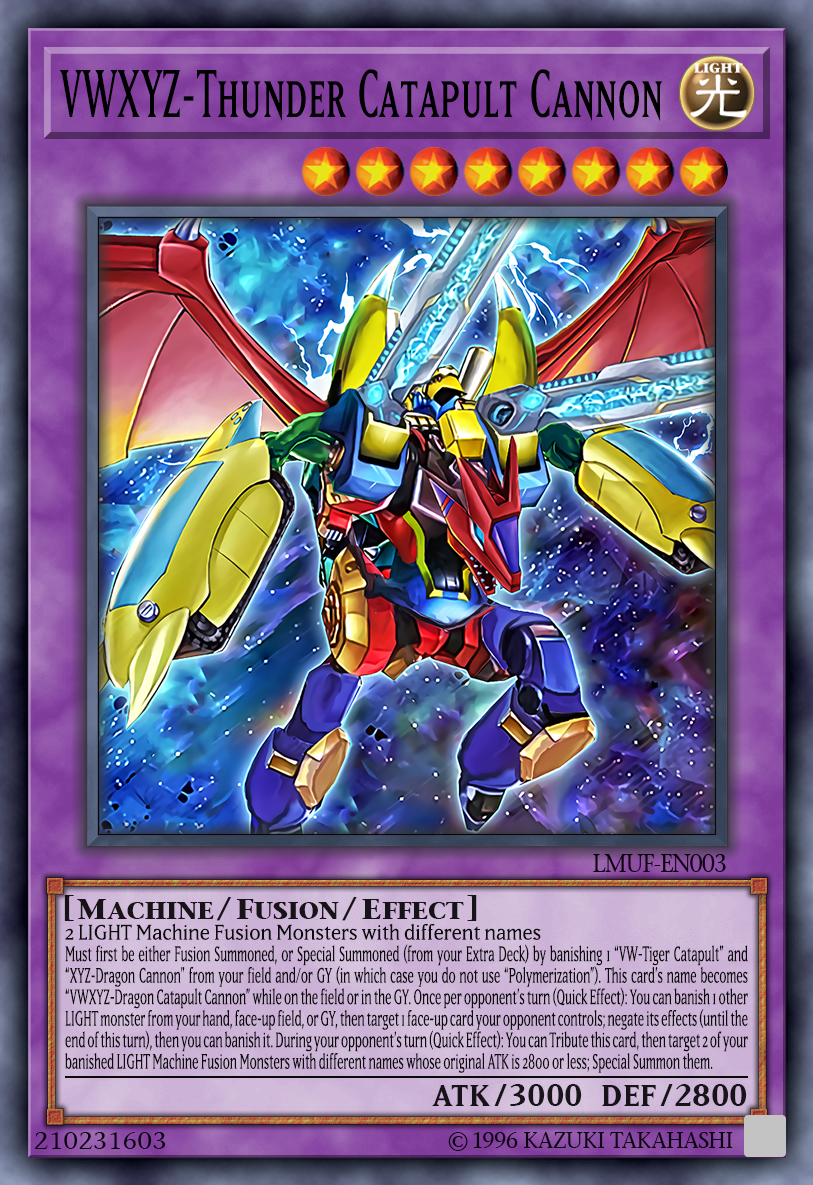 VWXYZ-Thunder Catapult Cannon
LIGHT
光
LMUF-EN003
[Machine/Fusion/Effect]
2 LIGHT Machine Fusion Monsters with different names
Must first be either Fusion Summoned, or Special Summoned (from your Extra Deck) by banishing 1 “VW-Tiger Catapult” and
“XYZ-Dragon Cannon” from your field and/or GY (in which case you do not use “Polymerization”). This card’s name becomes
“VWXYZ-Dragon Catapult Cannon” while on the field or in the GY. Once per opponent’s turn (Quick Effect): You can banish 1 other
LIGHT monster from your hand, face-up field, or GY, then target 1 face-up card your opponent controls; negate its effects (until the
end of this turn), then you can banish it. During your opponent’s turn (Quick Effect): You can Tribute this card, then target 2 of your
banished LIGHT Machine Fusion Monsters with different names whose original ATK is 2800 or less; Special Summon them.
ATK/3000 DEF/2800
210231603
©1996 KAZUKI TAKAHASHI